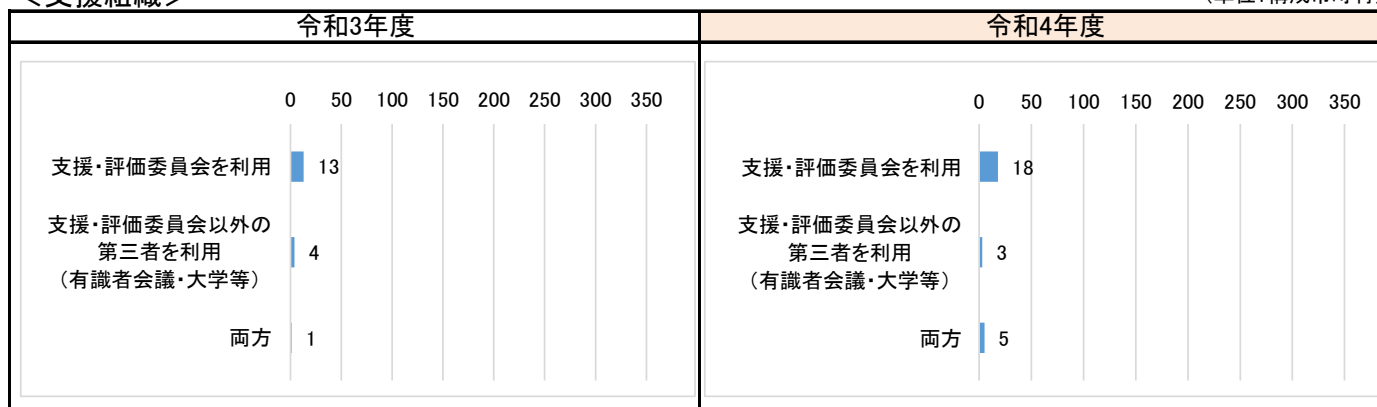 ＜支援組織＞
令和3年度
0 50 100 150 200 250 300 350
支援・評価委員会を利用 13
支援・評価委員会以外の
第三者を利用 4
（有識者会議・大学等）
両方 1
令和4年度
0 50 100 150 200 250 300 350
支援・評価委員会を利用 18
支援・評価委員会以外の
第三者を利用 3
（有識者会議・大学等）
両方 5